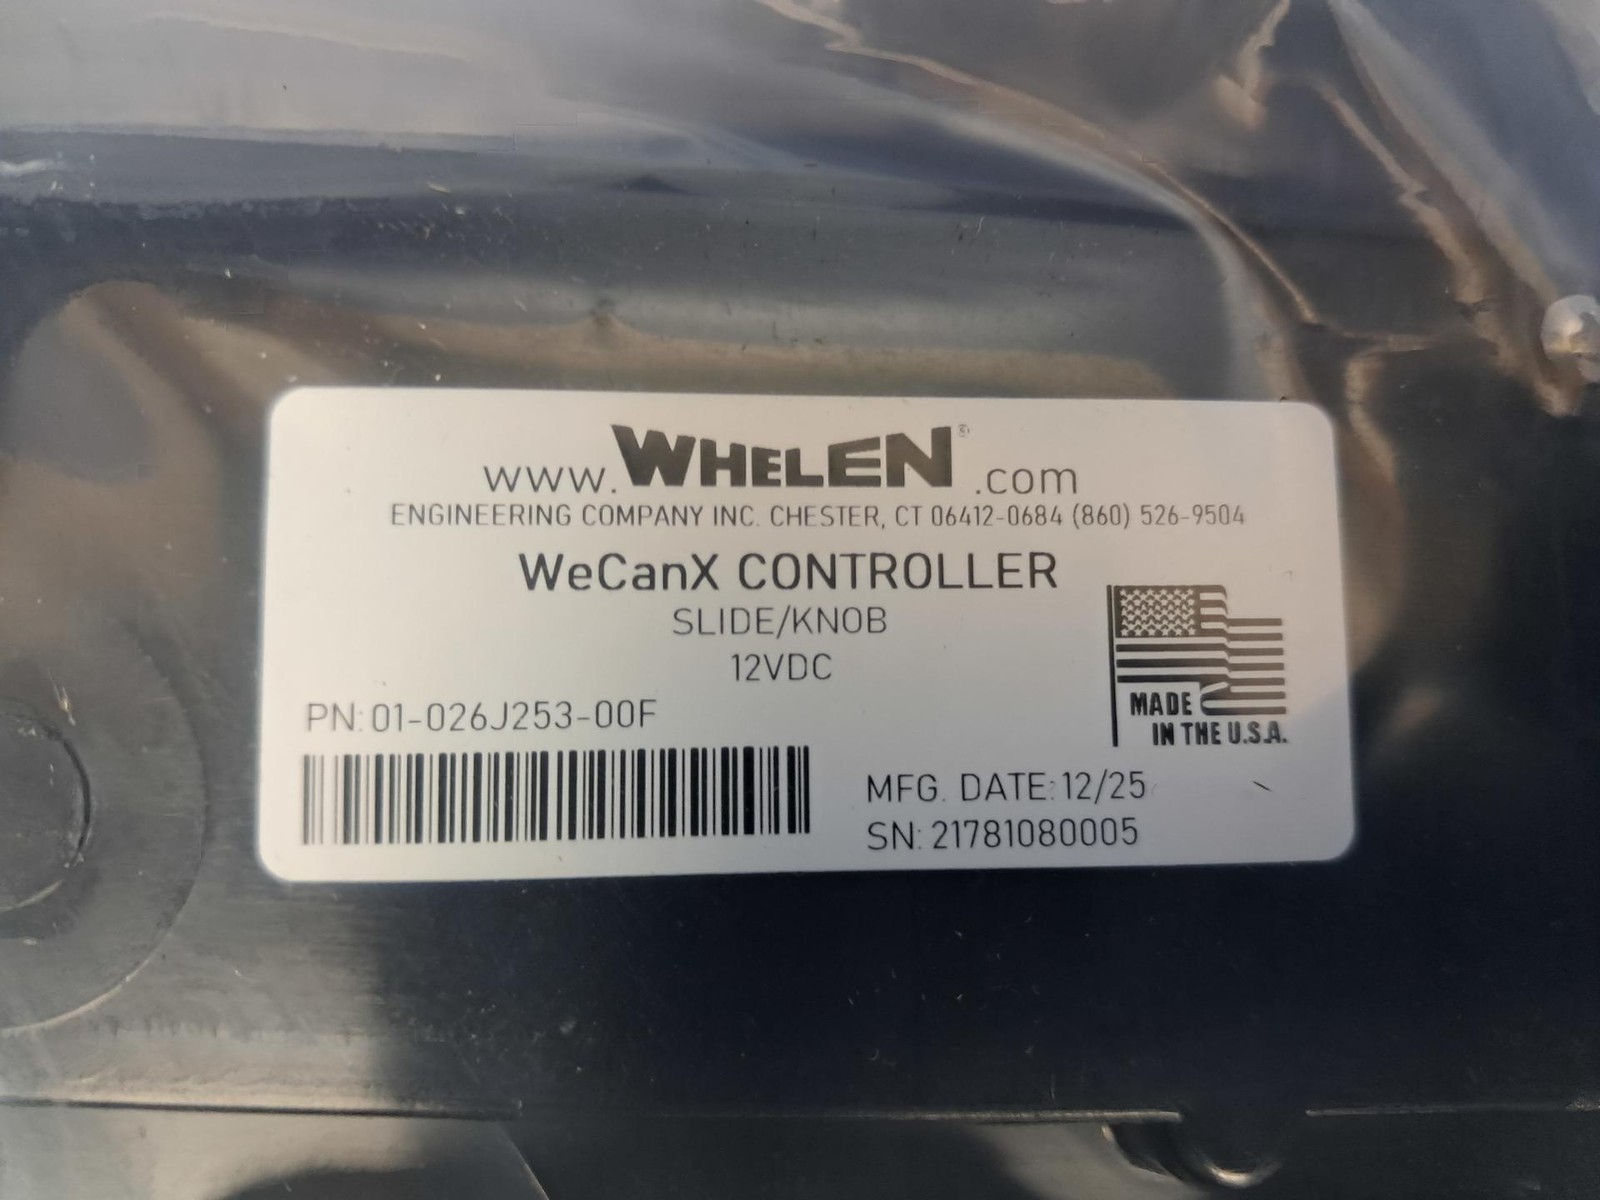 www.WHELEN®.com
ENGINEERING COMPANY INC. CHESTER, CT 06412-0684 (860) 526-9504
WeCanX CONTROLLER
SLIDE/KNOB
12VDC
PN: 01-026J253-00F
MADE
IN THE U.S.A.
MFG. DATE: 12/25
SN: 21781080005